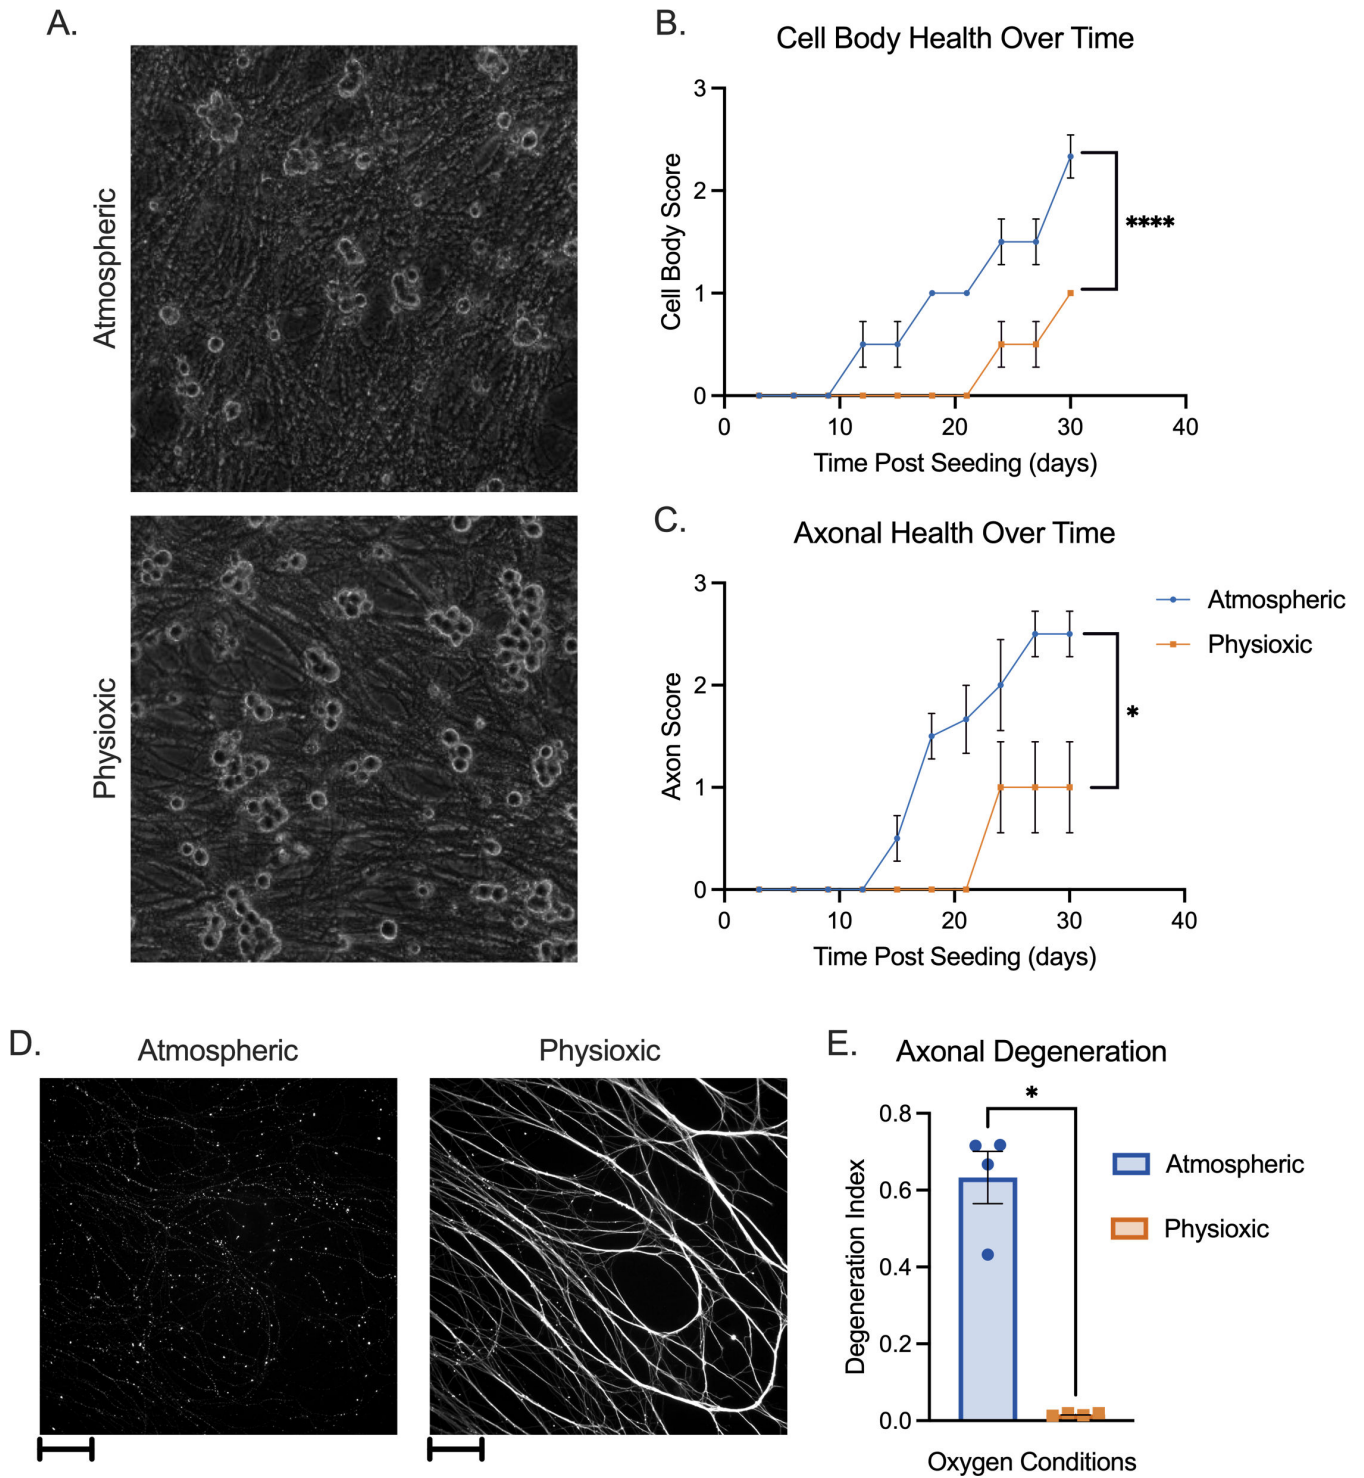 A.
Atmospheric
Physioxic
B.
Cell Body Health Over Time
Cell Body Score
3
2
1
0
****
0 10 20 30 40
Time Post Seeding (days)
C.
Axonal Health Over Time
Axon Score
3
2
1
0
*
0 10 20 30 40
Time Post Seeding (days)
Atmospheric
Physioxic
D.
Atmospheric
Physioxic
E.
Axonal Degeneration
*
Degeneration Index
0.8
0.6
0.4
0.2
0.0
Oxygen Conditions
Atmospheric
Physioxic